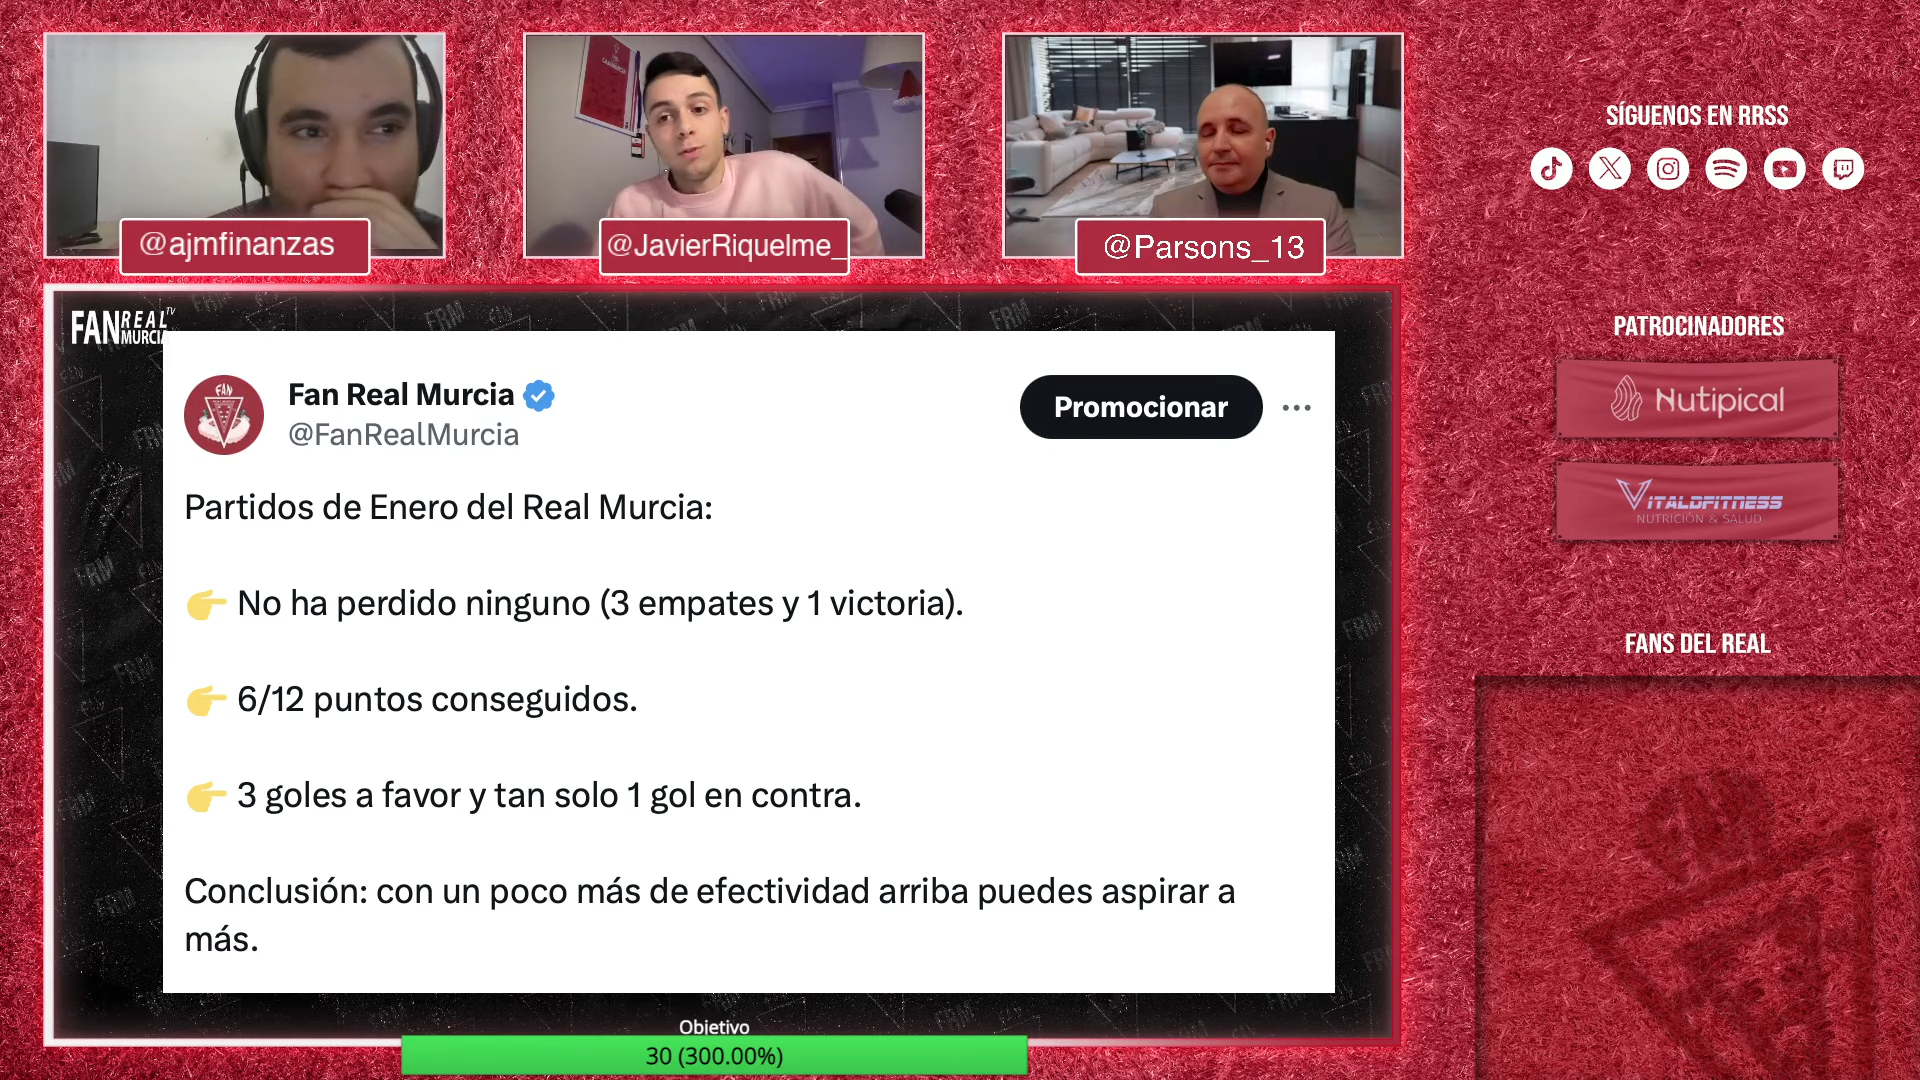 @ajmfinanzas
@JavierRiquelme_
@Parsons_13
SÍGUENOS EN RRSS
FAN REAL MURCIA TV
Fan Real Murcia
@FanRealMurcia
Promocionar
Partidos de Enero del Real Murcia:
👉 No ha perdido ninguno (3 empates y 1 victoria).
👉 6/12 puntos conseguidos.
👉 3 goles a favor y tan solo 1 gol en contra.
Conclusión: con un poco más de efectividad arriba puedes aspirar a
más.
PATROCINADORES
Nutipical
VITALDFITNESS
NUTRICIÓN & SALUD
FANS DEL REAL
Objetivo
30 (300.00%)